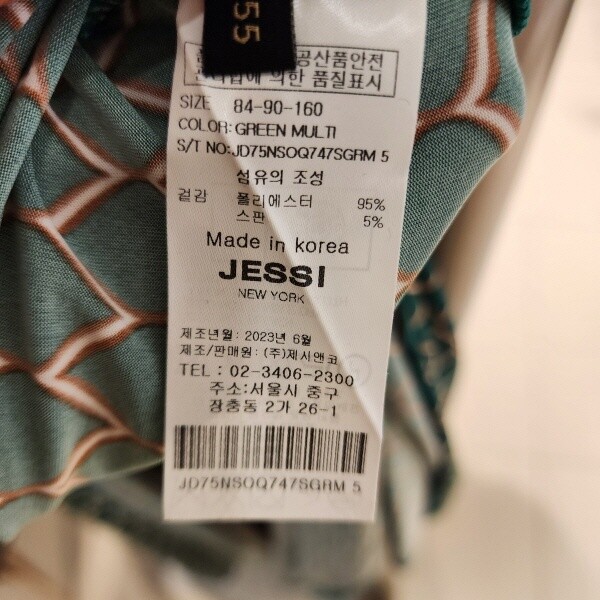 55
공산품안전
에 의한 품질표시
SIZE 84-90-160
COLOR: GREEN MULTI
S/T NO:JD75NSOQ747SGRM 5
섬유의 조성
겉감 폴리에스터 95%
스판 5%
Made in korea
JESSI
NEW YORK
제조년월: 2023년 6월
제조/판매원: (주)제시앤코
TEL : 02-3406-2300
주소:서울시 중구
장충동 2가 26-1
JD75NSOQ747SGRM 5